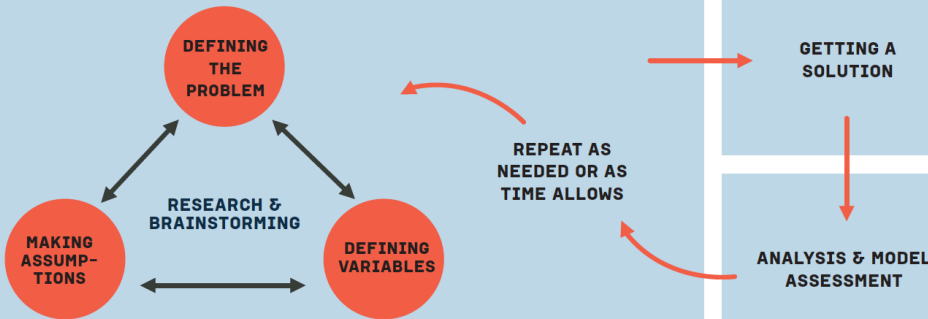 DEFINING
THE
PROBLEM
RESEARCH &
BRAINSTORMING
MAKING
ASSUMP-
TIONS
DEFINING
VARIABLES
REPEAT AS
NEEDED OR AS
TIME ALLOWS
GETTING A
SOLUTION
ANALYSIS & MODEL
ASSESSMENT